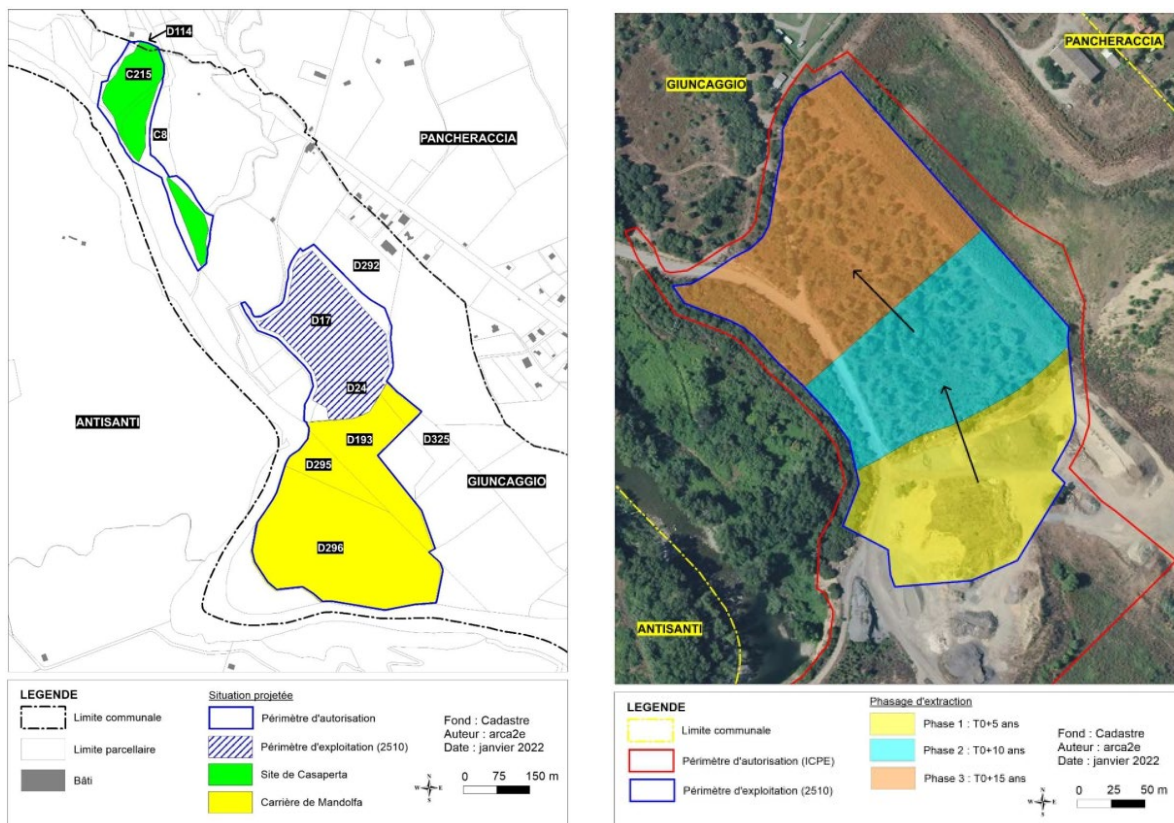 D114
C215
C8
PANCHERACCIA
D292
D17
D24
ANTISANTI
D193
D325
D295
GIUNCAGGIO
D296
LEGENDE
Limite communale
Limite parcellaire
Bâti
Situation projetée
Périmètre d'autorisation
Périmètre d'exploitation (2510)
Site de Casaperta
Carrière de Mandolfa
Fond : Cadastre
Auteur : arca2e
Date : janvier 2022
N
W E
S
0 75 150 m
PANCHERACCIA
GIUNCAGGIO
ANTISANTI
LEGENDE
Limite communale
Périmètre d'autorisation (ICPE)
Périmètre d'exploitation (2510)
Phasage d'extraction
Phase 1 : T0+5 ans
Phase 2 : T0+10 ans
Phase 3 : T0+15 ans
Fond : Cadastre
Auteur : arca2e
Date : janvier 2022
N
W E
S
0 25 50 m